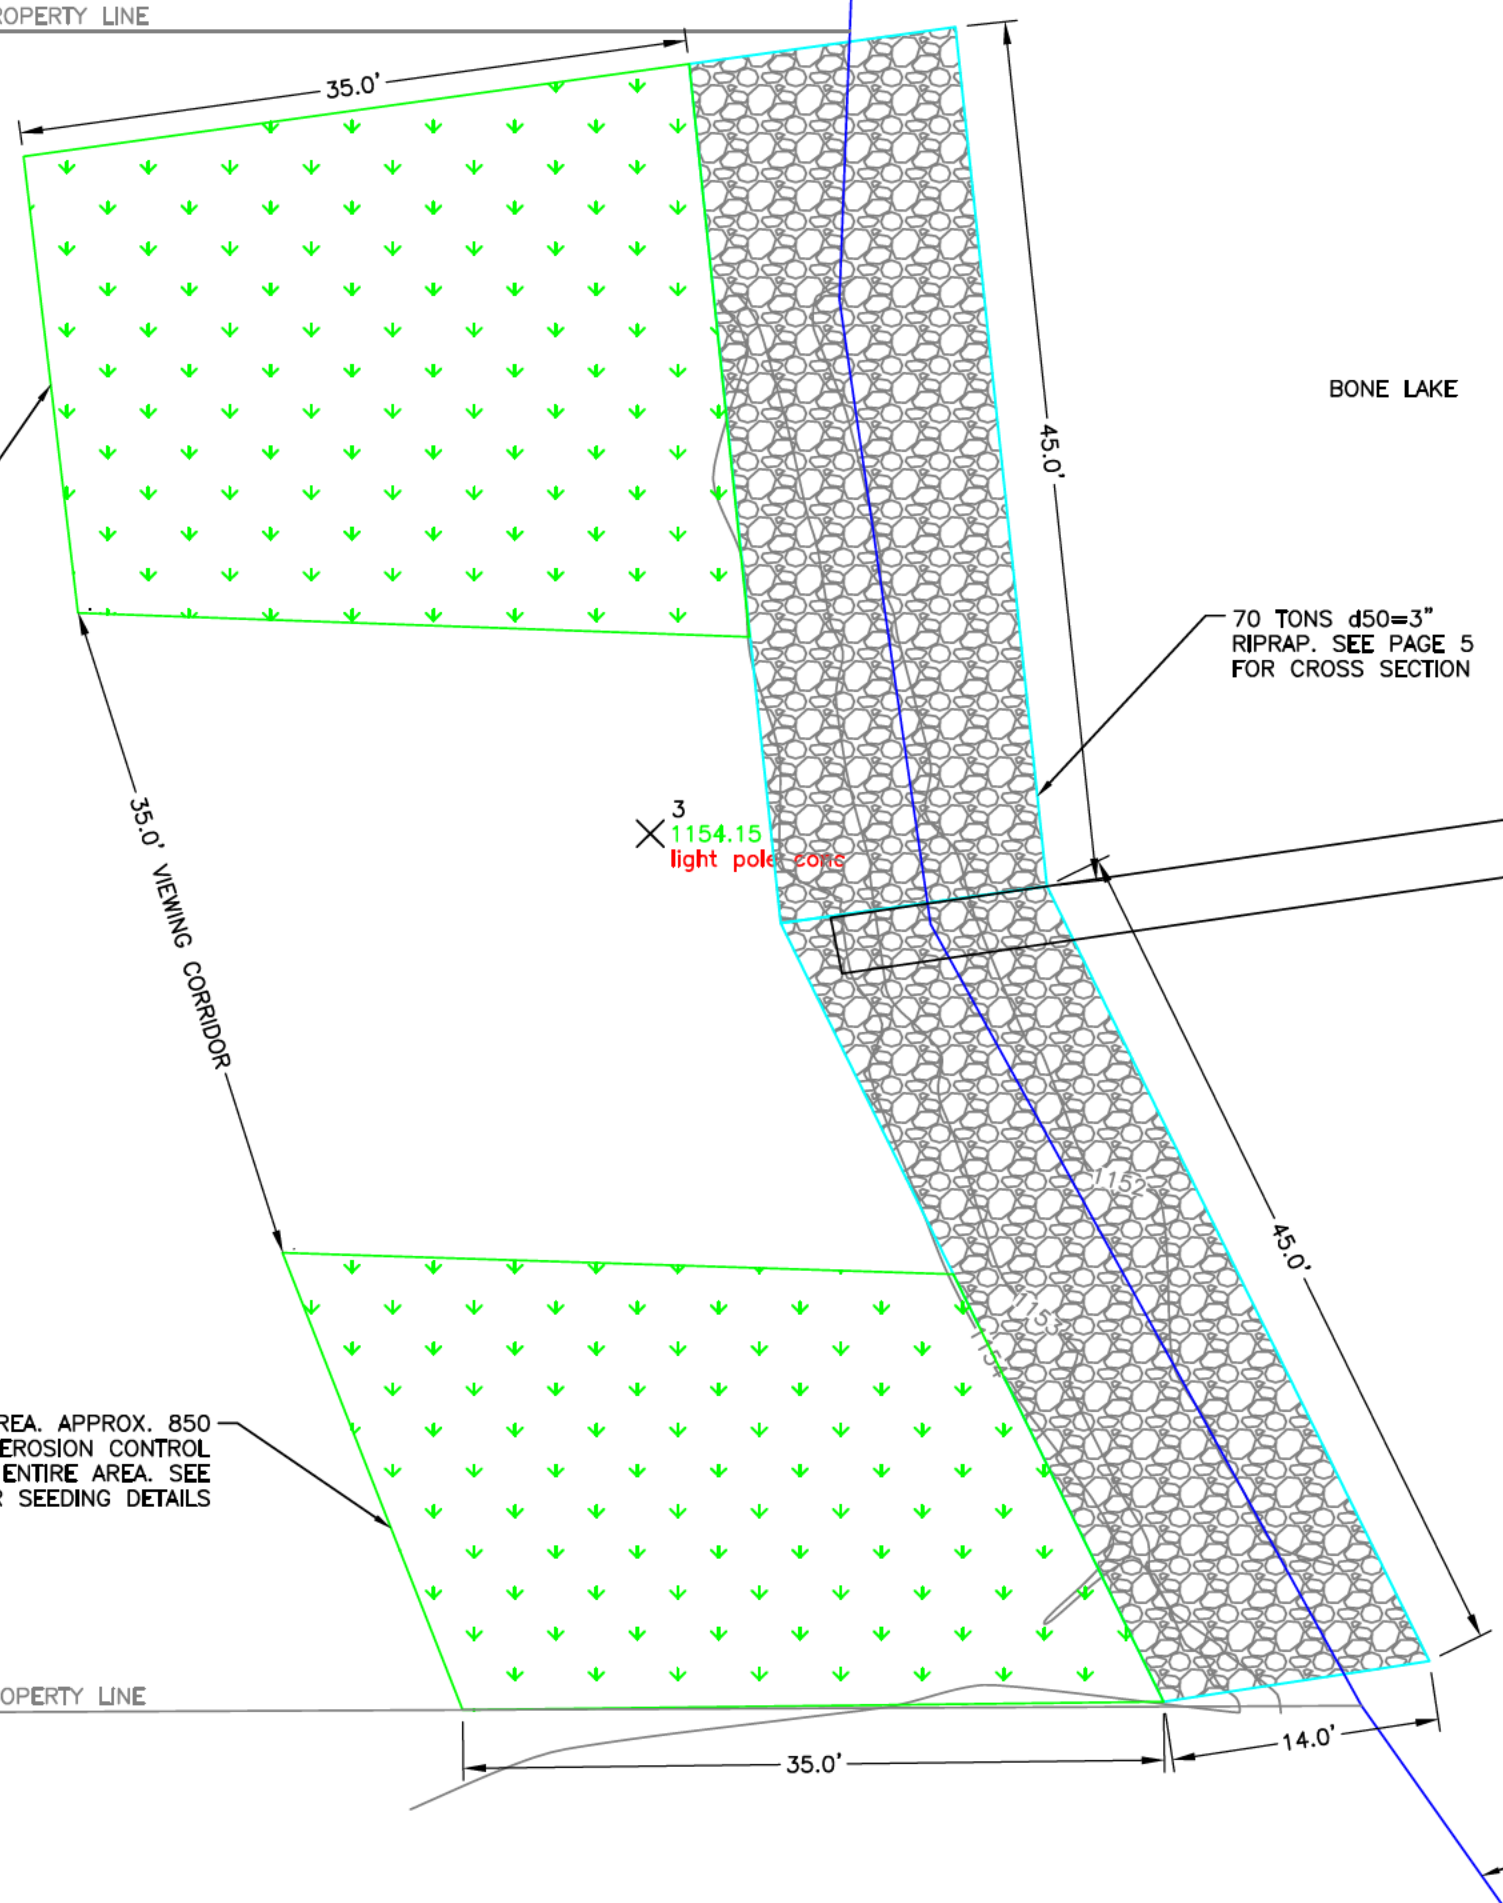 OPERTY LINE
35.0'
45.0'
BONE LAKE
70 TONS d50=3"
RIPRAP. SEE PAGE 5
FOR CROSS SECTION
3
1154.15
light pole conc
35.0' VIEWING CORRIDOR
1152
45.0'
1153
1154
REA. APPROX. 850
EROSION CONTROL
ENTIRE AREA. SEE
R SEEDING DETAILS
OPERTY LINE
35.0'
14.0'